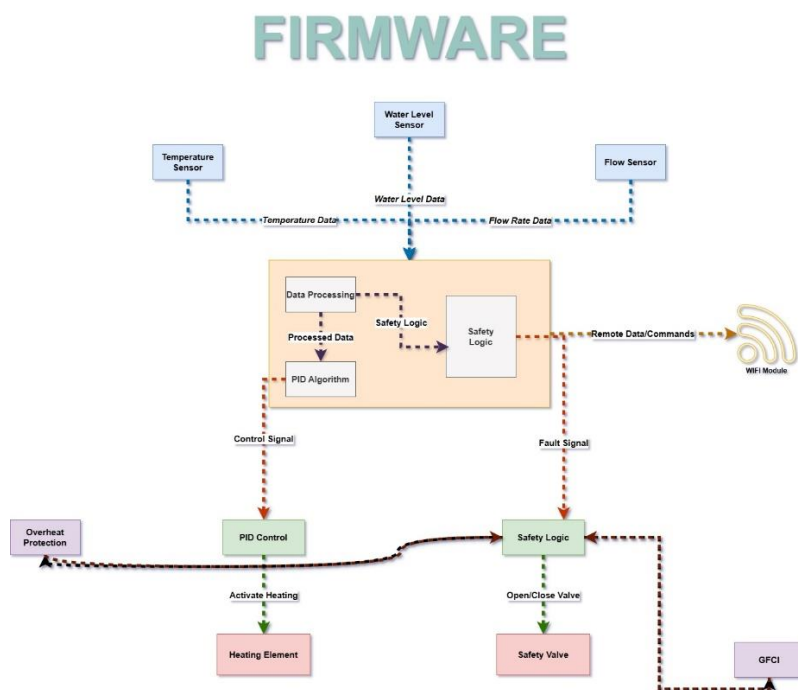 FIRMWARE
Water Level
Sensor
Temperature
Sensor
Flow Sensor
Water Level Data
Temperature Data
Flow Rate Data
Data Processing
Safety Logic
Safety
Logic
Processed Data
PID Algorithm
Remote Data/Commands
WIFI Module
Control Signal
Fault Signal
Overheat
Protection
PID Control
Safety Logic
Activate Heating
Open/Close Valve
Heating Element
Safety Valve
GFCI